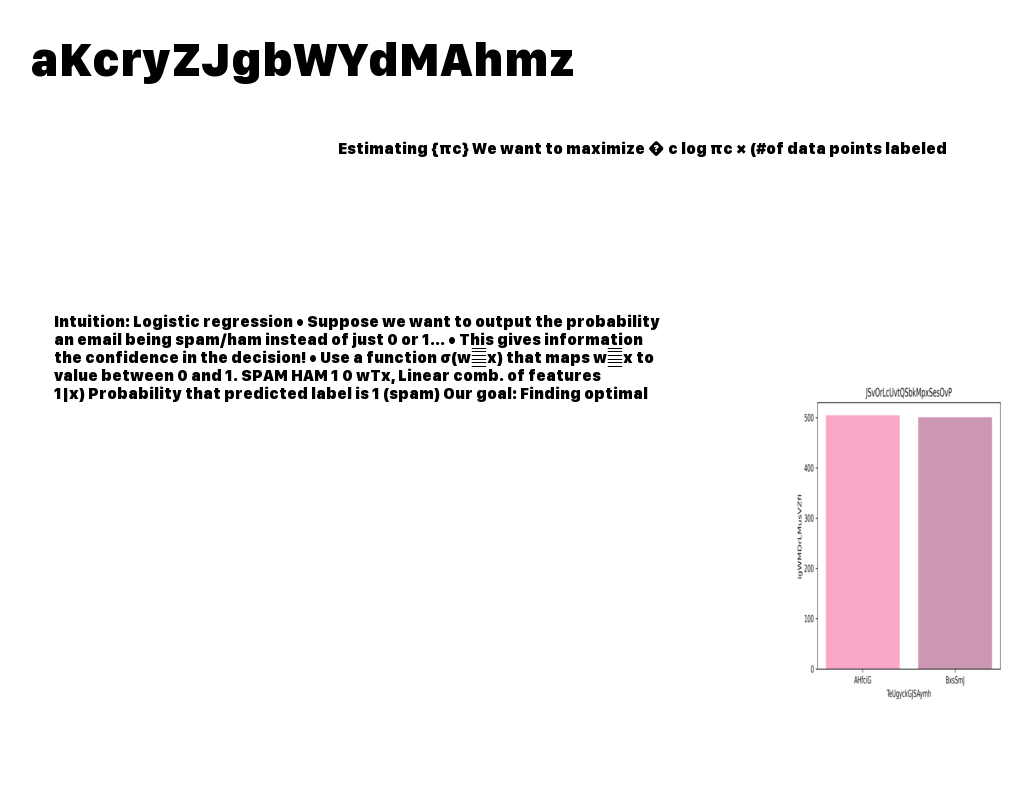 aKcryZJgbWYdMAhmz
Estimating {πc} We want to maximize � c log πc × (#of data points labeled
Intuition: Logistic regression • Suppose we want to output the probability
an email being spam/ham instead of just 0 or 1… • This gives information
the confidence in the decision! • Use a function σ(w x) that maps w x to
value between 0 and 1. SPAM HAM 1 0 wTx, Linear comb. of features
1|x) Probability that predicted label is 1 (spam) Our goal: Finding optimal
JSvOrLcUvtQSbkMpxSesOvP
500
400
300
200
100
0
igWMDrLMusVZfI
AHfciG BxsSmJ
TeUgyckGJSAymh